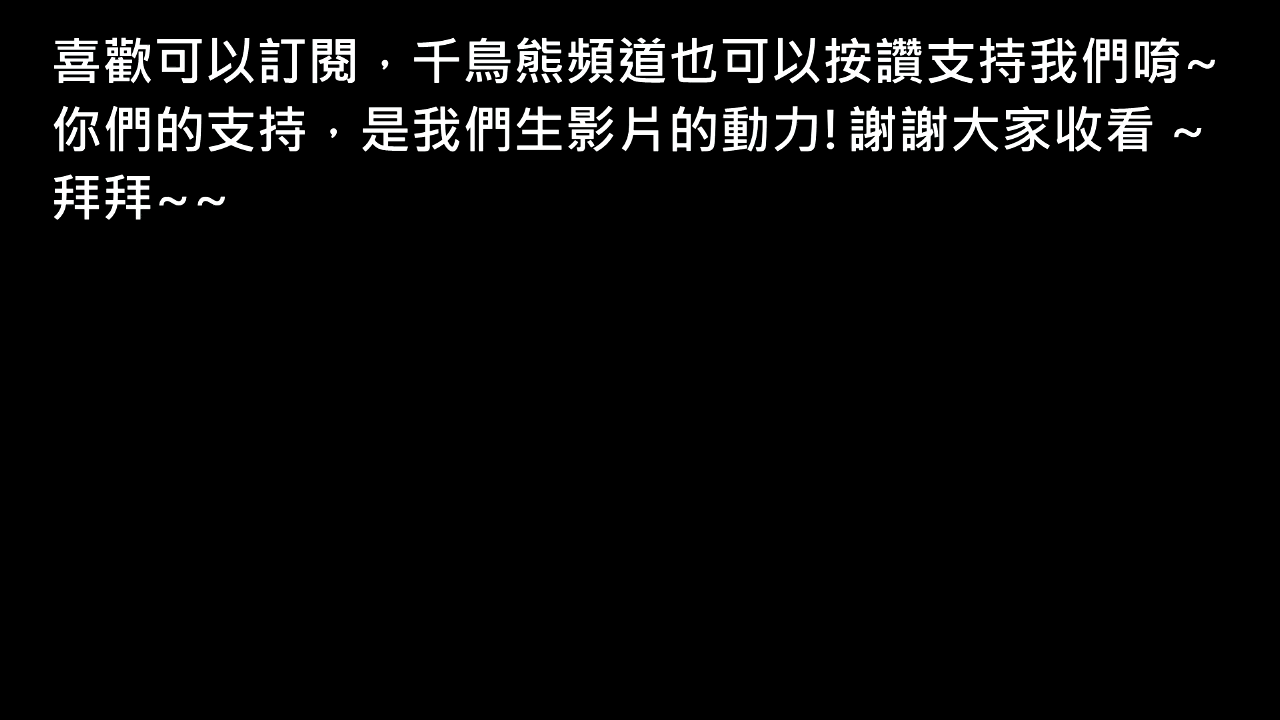 喜歡可以訂閱，千鳥熊頻道也可以按讚支持我們唷~
你們的支持，是我們生影片的動力! 謝謝大家收看 ~
拜拜~~